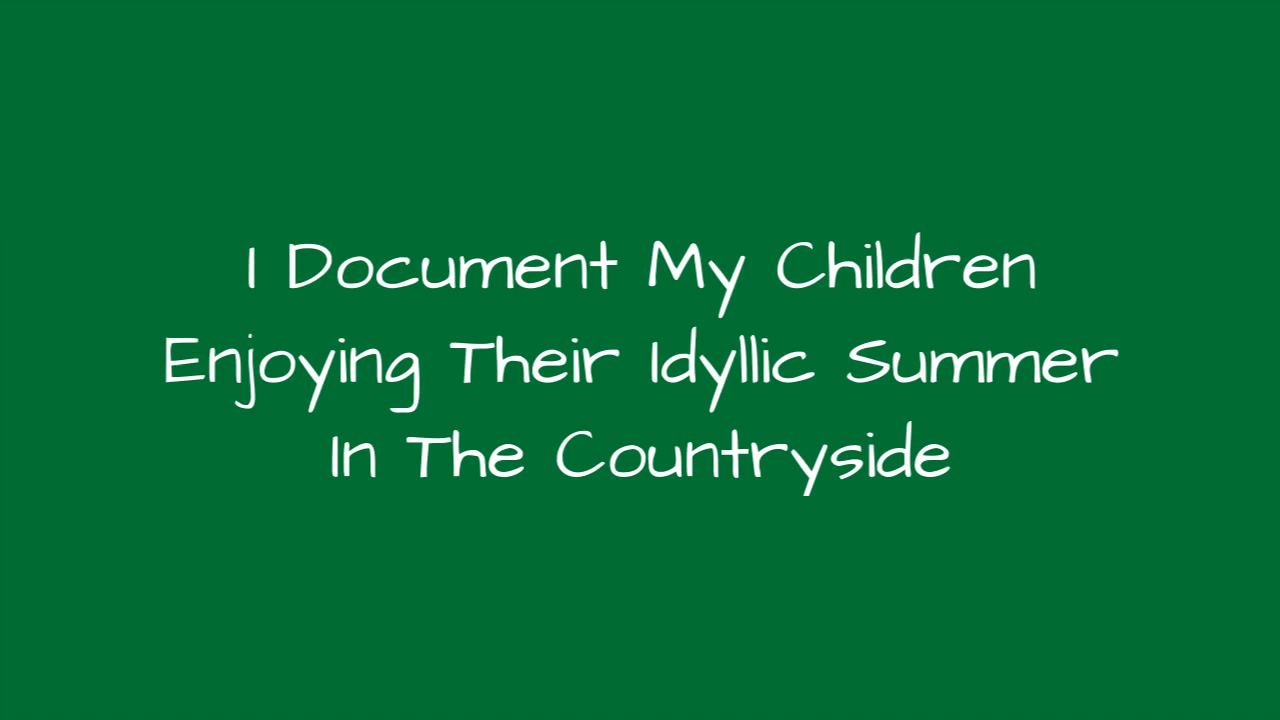 I Document My Children
Enjoying Their Idyllic Summer
In The Countryside